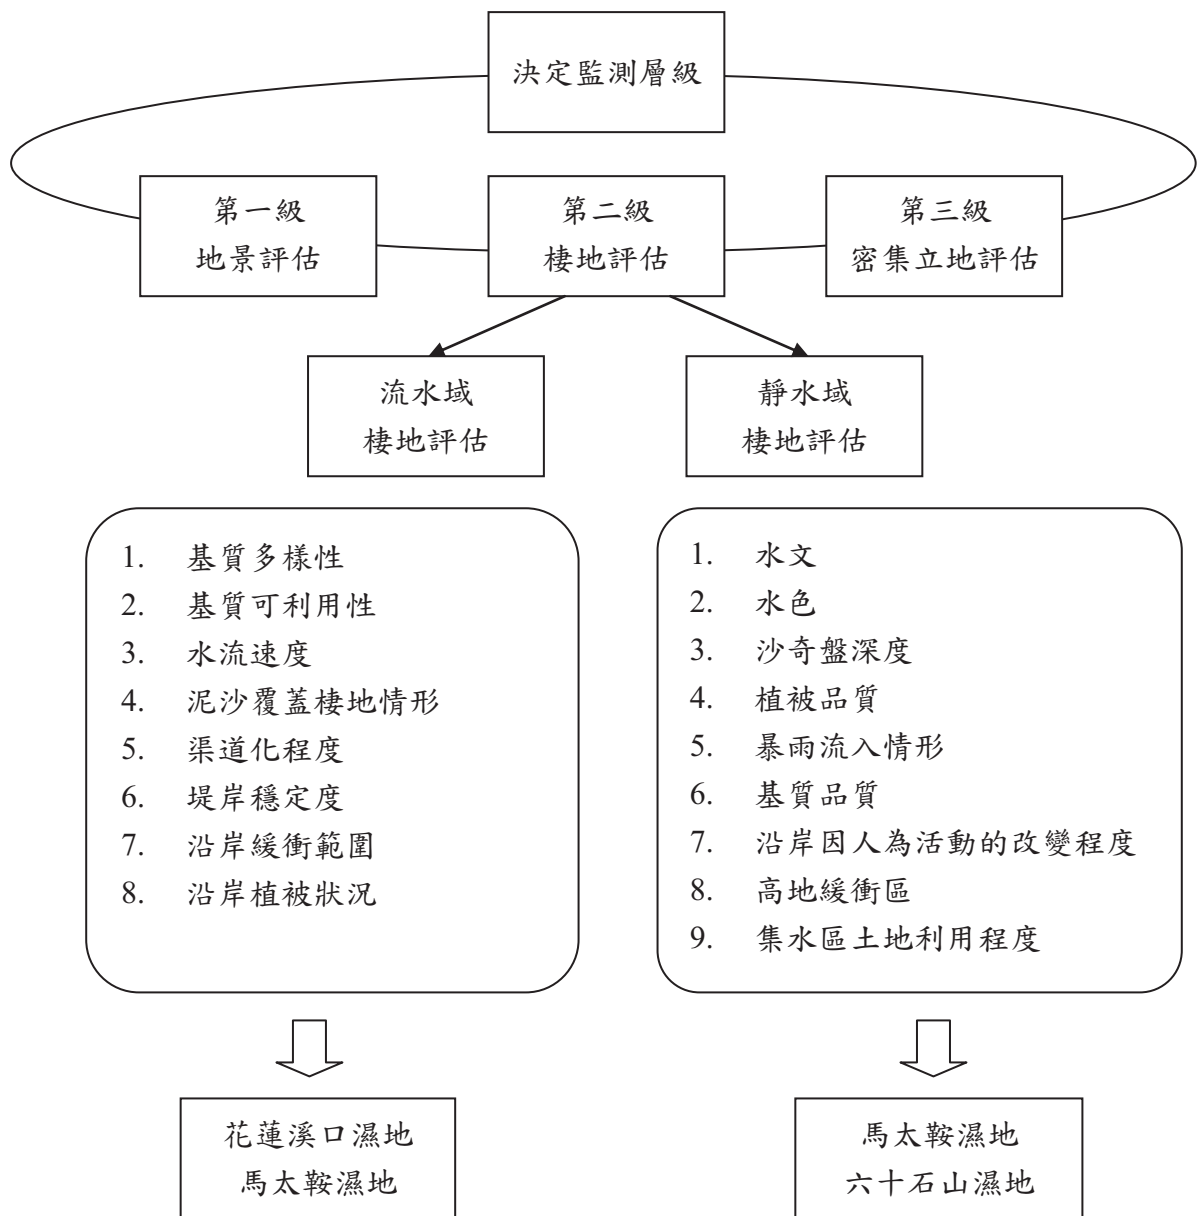 決定監測層級
第一級
地景評估
第二級
棲地評估
第三級
密集立地評估
流水域
棲地評估
靜水域
棲地評估
1. 基質多樣性
2. 基質可利用性
3. 水流速度
4. 泥沙覆蓋棲地情形
5. 渠道化程度
6. 堤岸穩定度
7. 沿岸緩衝範圍
8. 沿岸植被狀況
1. 水文
2. 水色
3. 沙奇盤深度
4. 植被品質
5. 暴雨流入情形
6. 基質品質
7. 沿岸因人為活動的改變程度
8. 高地緩衝區
9. 集水區土地利用程度
花蓮溪口濕地
馬太鞍濕地
馬太鞍濕地
六十石山濕地